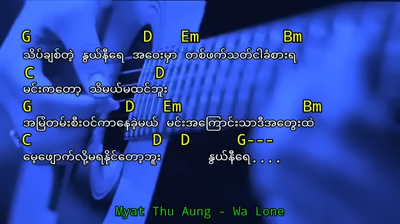 G D Em Bm
သိပ်ချစ်တဲ့ နွယ်နီရေ အဝေးမှာ တစ်ဖက်သတ်ငါခံစားရ
C D
မင်းကတော့ သိမယ်မထင်ဘူး
G D Em Bm
အမြဲတမ်းစီးဝင်ကာနေခဲ့မယ် မင်းအကြောင်းသာဒီအတွေးထဲ
C D D G---
မေ့ဖျောက်လို့မရနိုင်တော့ဘူး နွယ်နီရေ....
Myat Thu Aung - Wa Lone